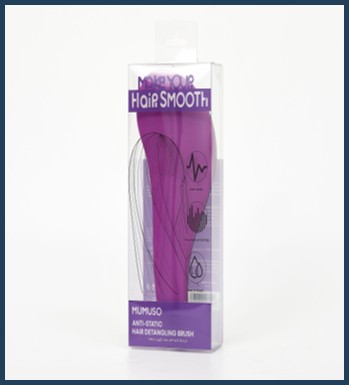 MAKE YOUR
HAIR SMOOTH
MUMUSO
ANTI-STATIC
HAIR DETANGLING BRUSH